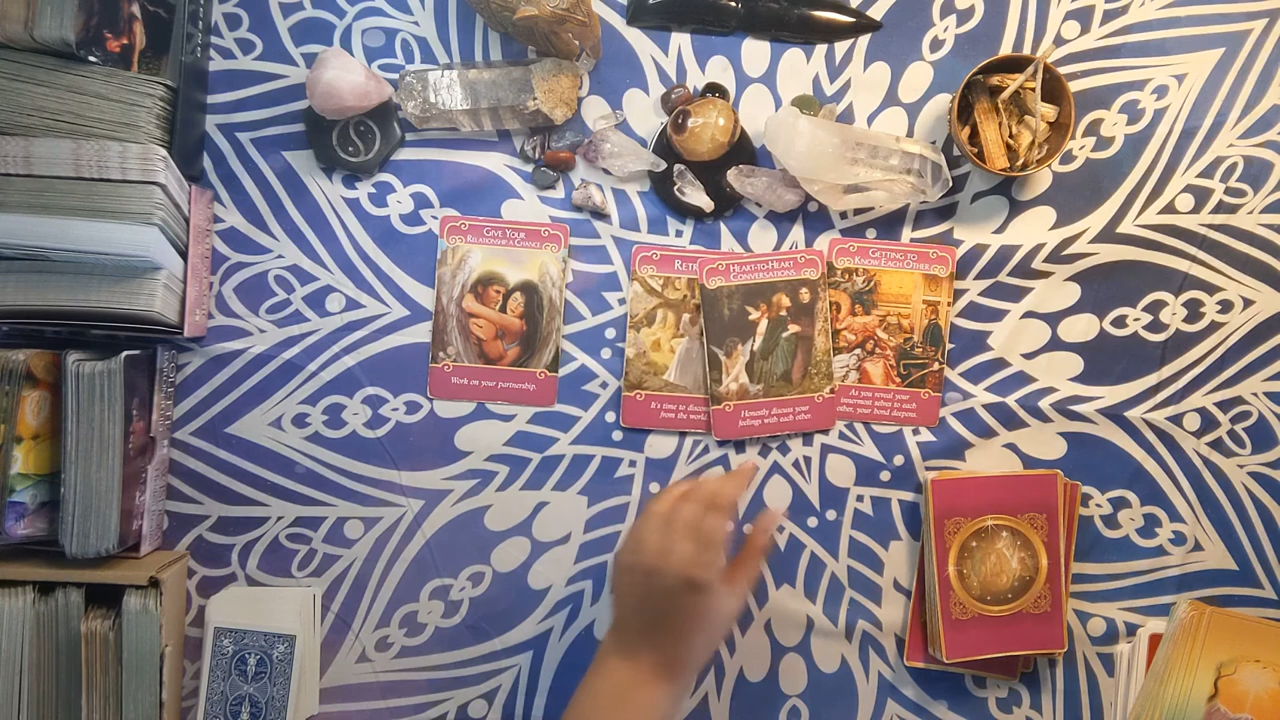 GIVE YOUR
RELATIONSHIP A CHANCE
Work on your partnership.
It's time to
from the world
HEART-TO-HEART
CONVERSATIONS
Honestly discuss your
feelings with each other.
GETTING TO
KNOW EACH OTHER
As you reveal your
innermost selves to each
other, your bond deepens.